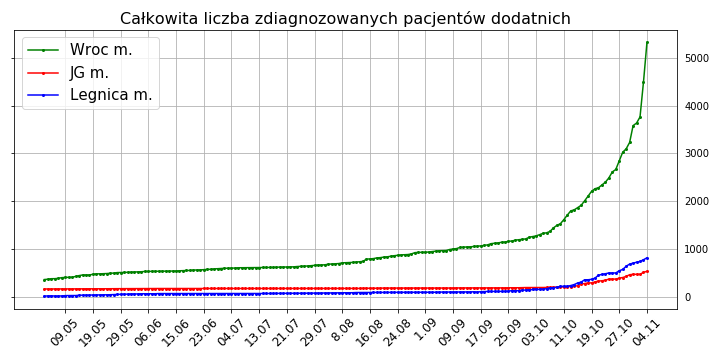 Całkowita liczba zdiagnozowanych pacjentów dodatnich
Wroc m.
JG m.
Legnica m.
5000
4000
3000
2000
1000
0
09.05 19.05 29.05 06.06 15.06 23.06 04.07 13.07 21.07 29.07 8.08 16.08 24.08 1.09 09.09 17.09 25.09 03.10 11.10 19.10 27.10 04.11